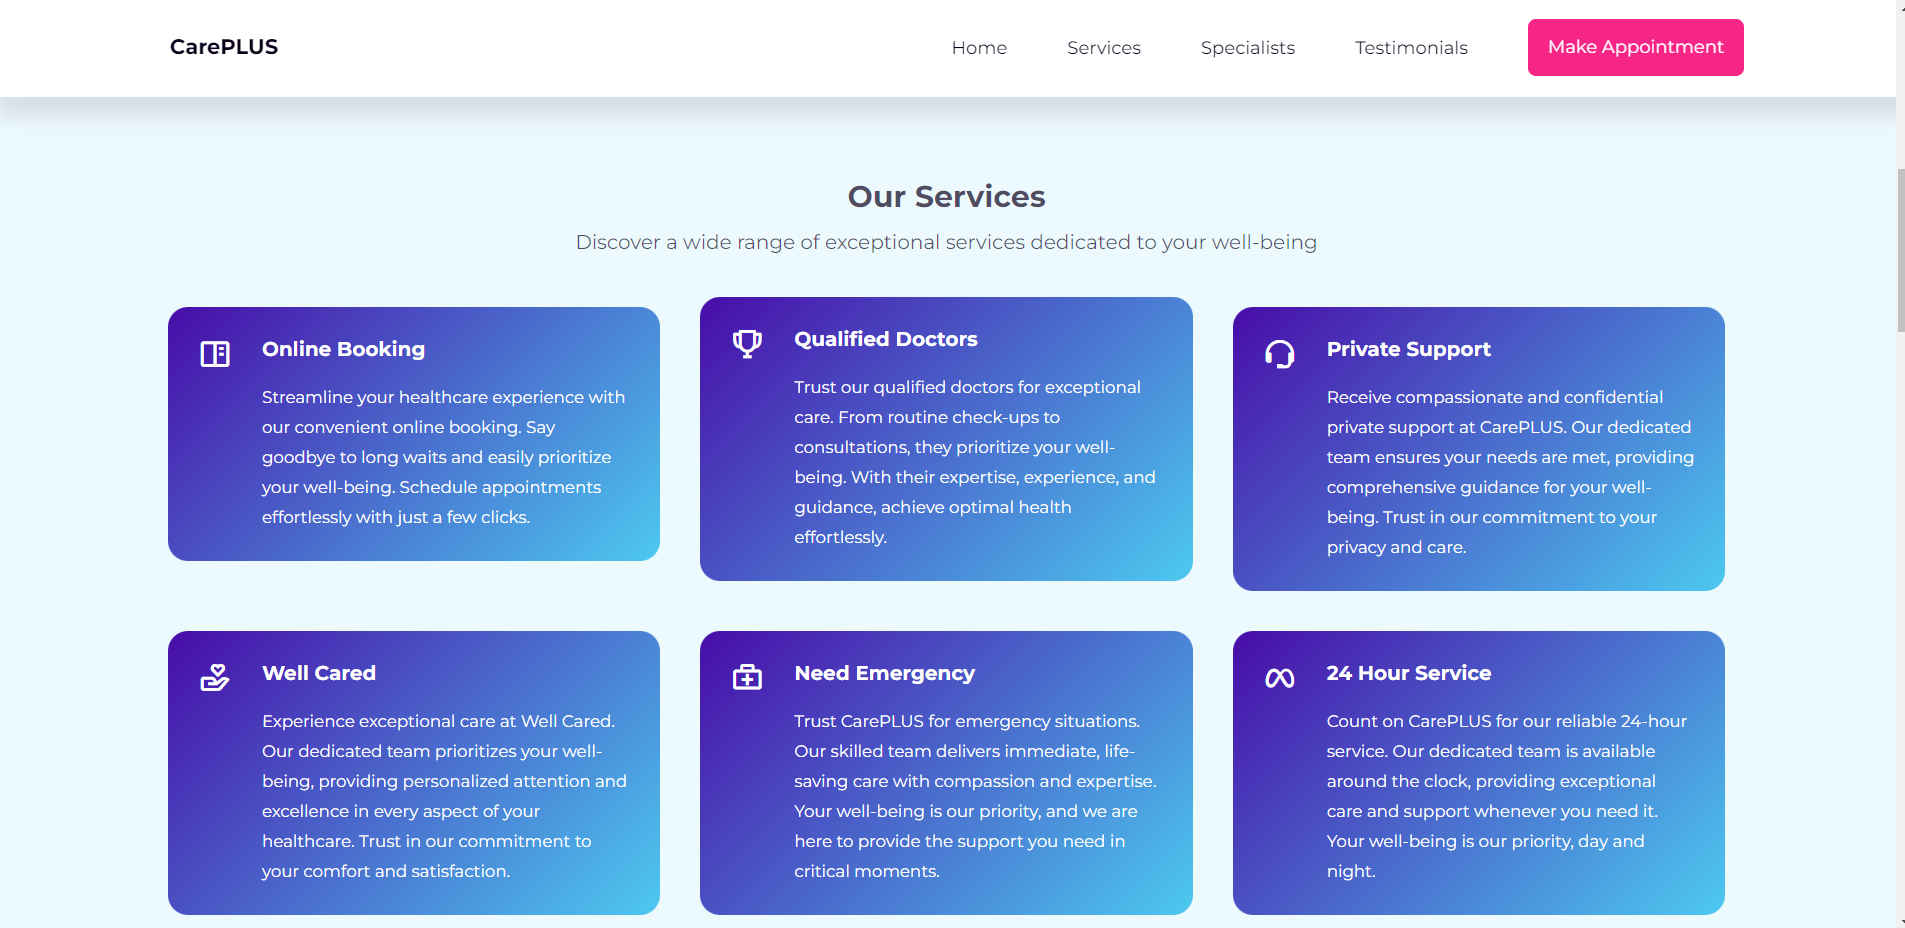 CarePLUS
Home
Services
Specialists
Testimonials
Make Appointment
Our Services
Discover a wide range of exceptional services dedicated to your well-being
Online Booking
Streamline your healthcare experience with
our convenient online booking. Say
goodbye to long waits and easily prioritize
your well-being. Schedule appointments
effortlessly with just a few clicks.
Qualified Doctors
Trust our qualified doctors for exceptional
care. From routine check-ups to
consultations, they prioritize your well-
being. With their expertise, experience, and
guidance, achieve optimal health
effortlessly.
Private Support
Receive compassionate and confidential
private support at CarePLUS. Our dedicated
team ensures your needs are met, providing
comprehensive guidance for your well-
being. Trust in our commitment to your
privacy and care.
Well Cared
Experience exceptional care at Well Cared.
Our dedicated team prioritizes your well-
being, providing personalized attention and
excellence in every aspect of your
healthcare. Trust in our commitment to
your comfort and satisfaction.
Need Emergency
Trust CarePLUS for emergency situations.
Our skilled team delivers immediate, life-
saving care with compassion and expertise.
Your well-being is our priority, and we are
here to provide the support you need in
critical moments.
24 Hour Service
Count on CarePLUS for our reliable 24-hour
service. Our dedicated team is available
around the clock, providing exceptional
care and support whenever you need it.
Your well-being is our priority, day and
night.